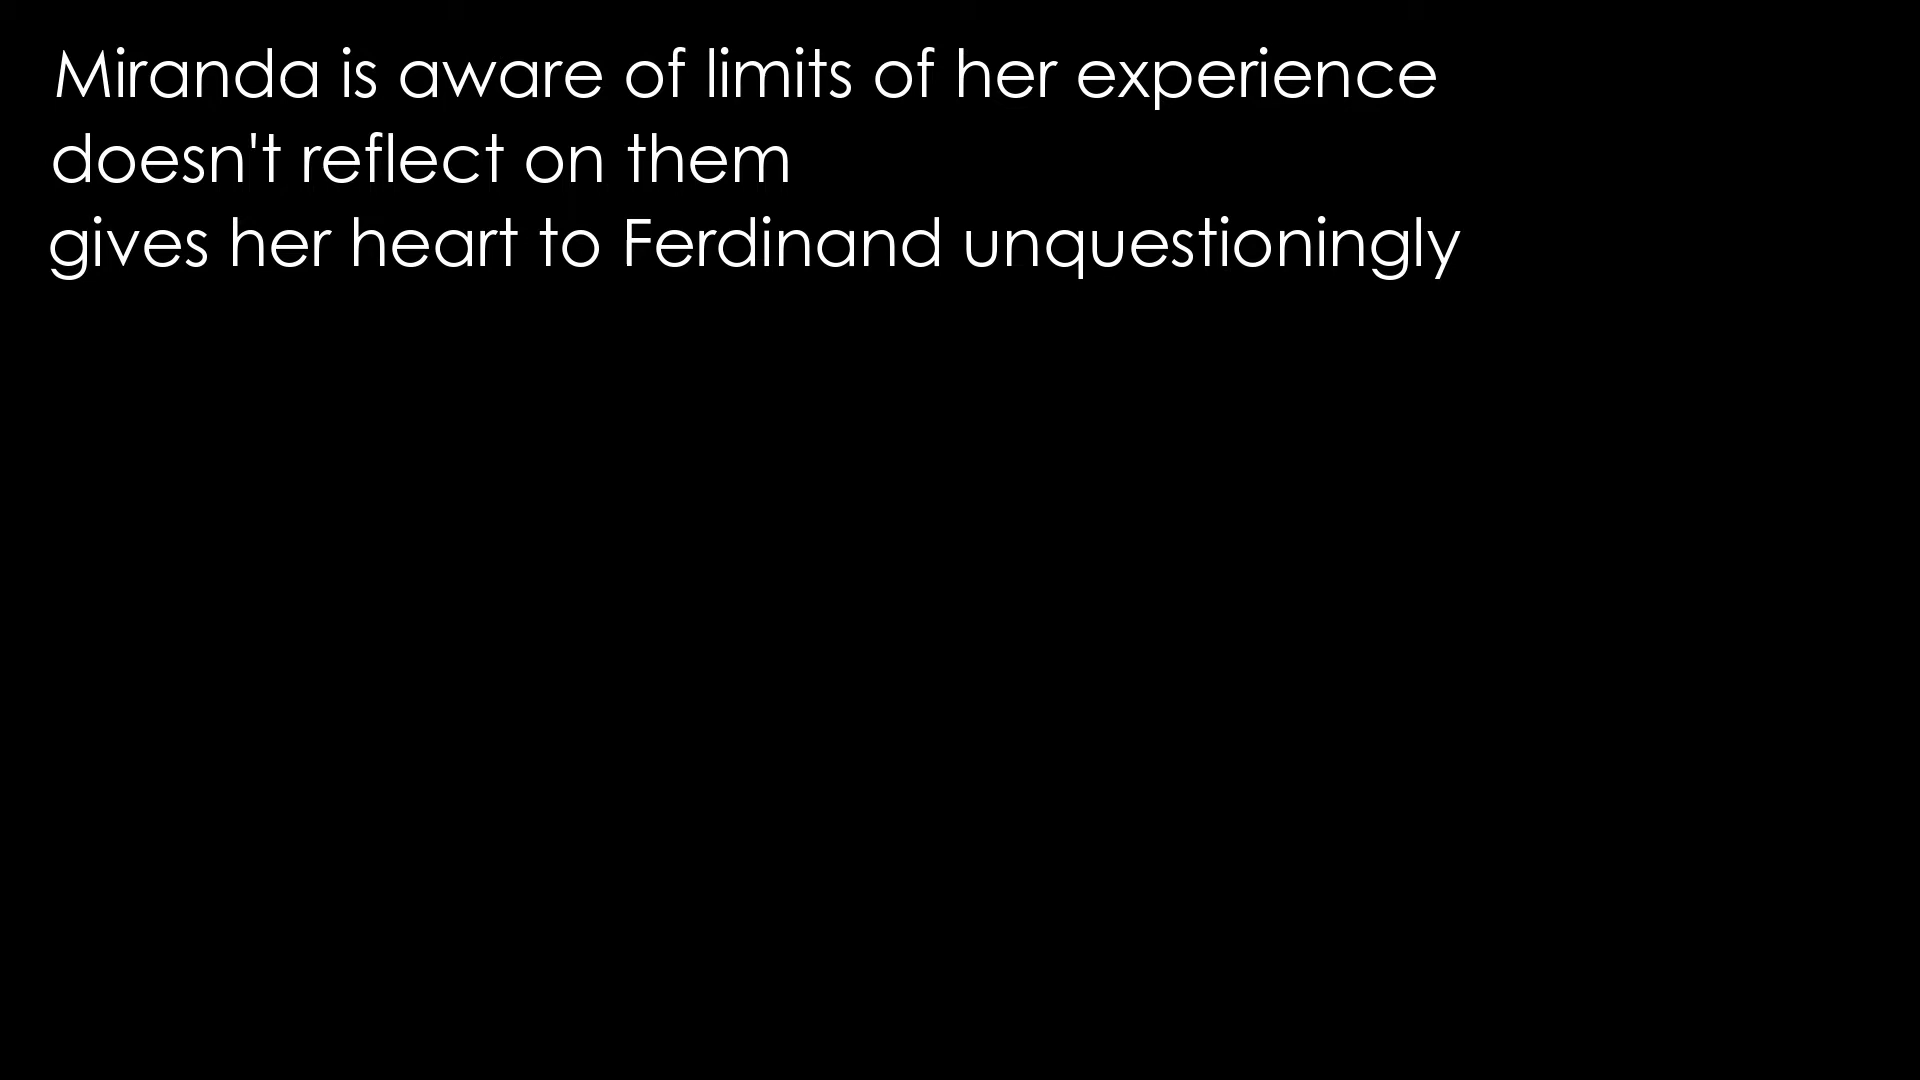 Miranda is aware of limits of her experience
doesn't reflect on them
gives her heart to Ferdinand unquestioningly